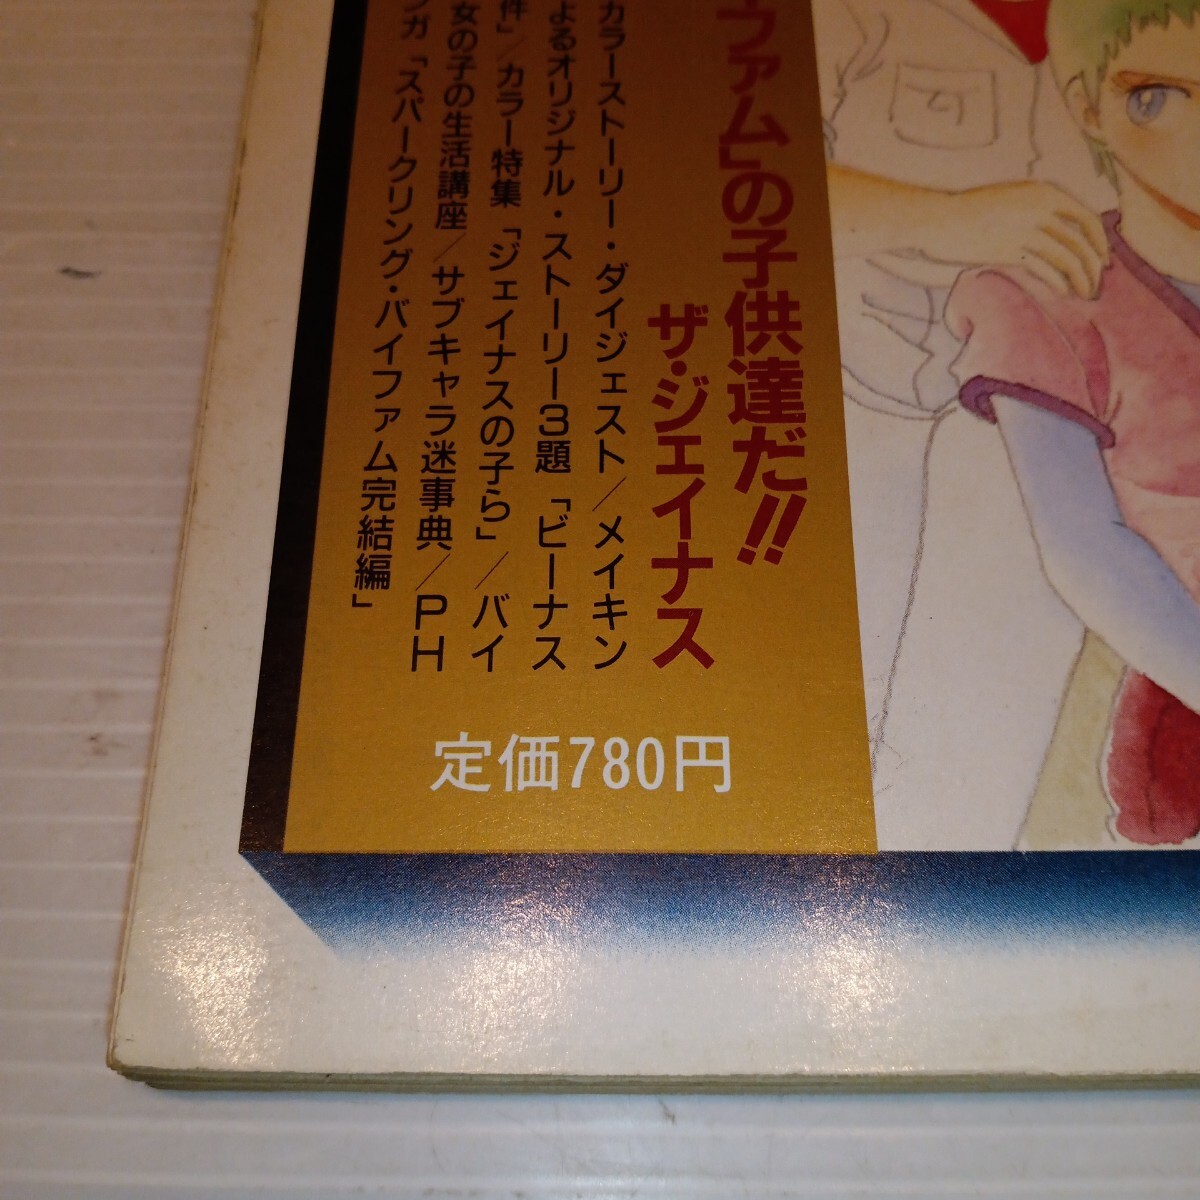 ファム」の子供達だ!!
ザ・ジェイナス
カラーストーリー・ダイジェスト/メイキン
よるオリジナル・ストーリー3題「ビーナス
件」/カラー特集「ジェイナスの子ら」/バイ
女の子の生活講座/サブキャラ迷事典/PH
ンガ「スパークリング・バイファム完結編」
定価780円